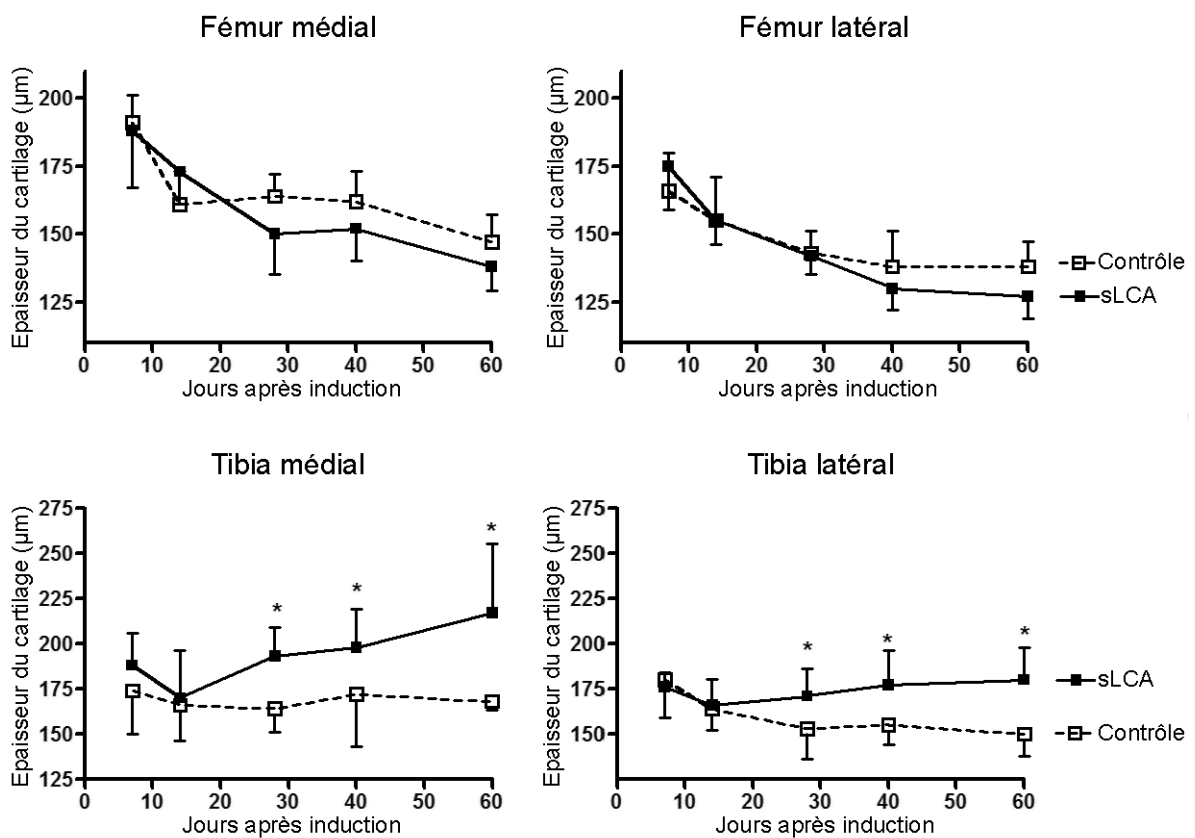 Fémur médial
Fémur latéral
Epaisseur du cartilage (µm)
200
175
150
125
0 10 20 30 40 50 60
Jours après induction
Epaisseur du cartilage (µm)
200
175
150
125
0 10 20 30 40 50 60
Jours après induction
Contrôle
sLCA
Tibia médial
Tibia latéral
Epaisseur du cartilage (µm)
275
250
225
200
175
150
125
* * *
0 10 20 30 40 50 60
Jours après induction
Epaisseur du cartilage (µm)
275
250
225
200
175
150
* * *
0 10 20 30 40 50 60
Jours après induction
sLCA
Contrôle